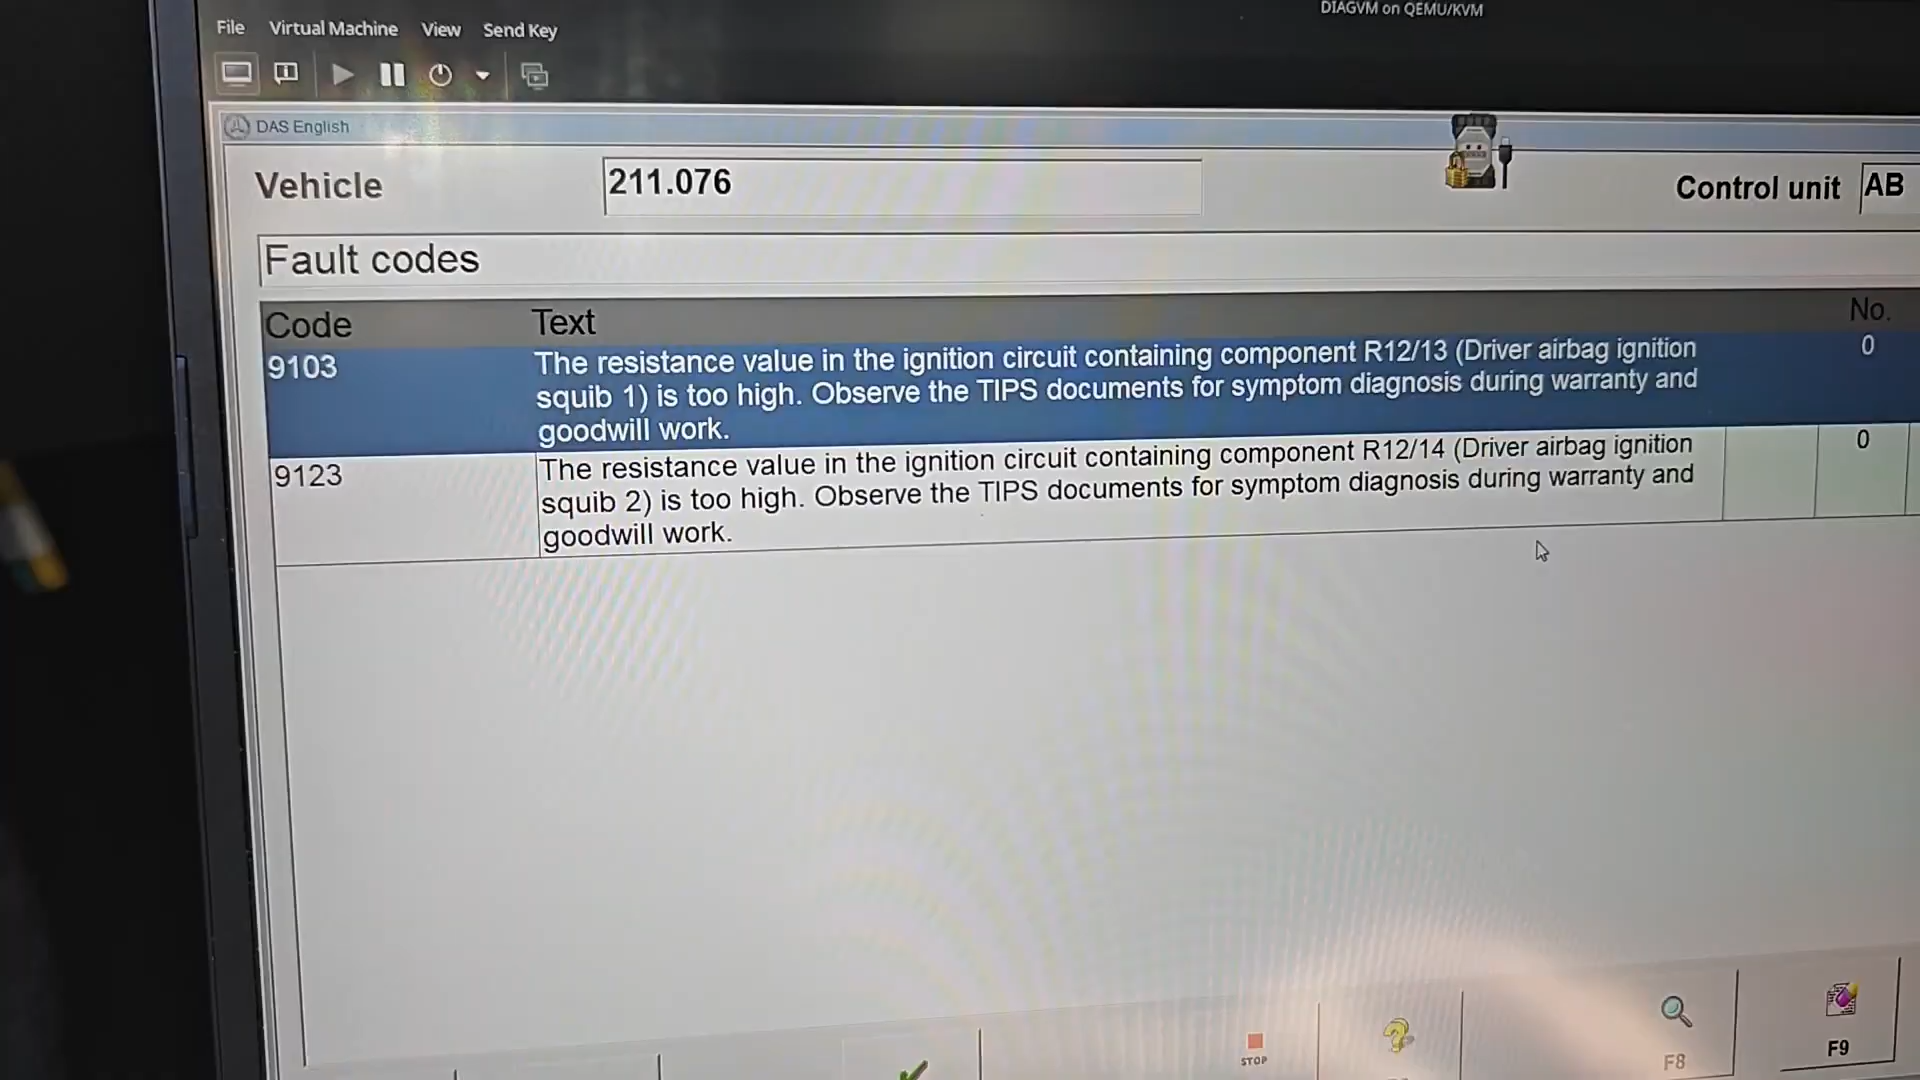 DIAGVM on QEMU/KVM
File Virtual Machine View Send Key
DAS English
Vehicle 211.076 Control unit AB
Fault codes
Code Text No.
9103 The resistance value in the ignition circuit containing component R12/13 (Driver airbag ignition 0
squib 1) is too high. Observe the TIPS documents for symptom diagnosis during warranty and
goodwill work.
9123 The resistance value in the ignition circuit containing component R12/14 (Driver airbag ignition 0
squib 2) is too high. Observe the TIPS documents for symptom diagnosis during warranty and
goodwill work.
STOP F8 F9